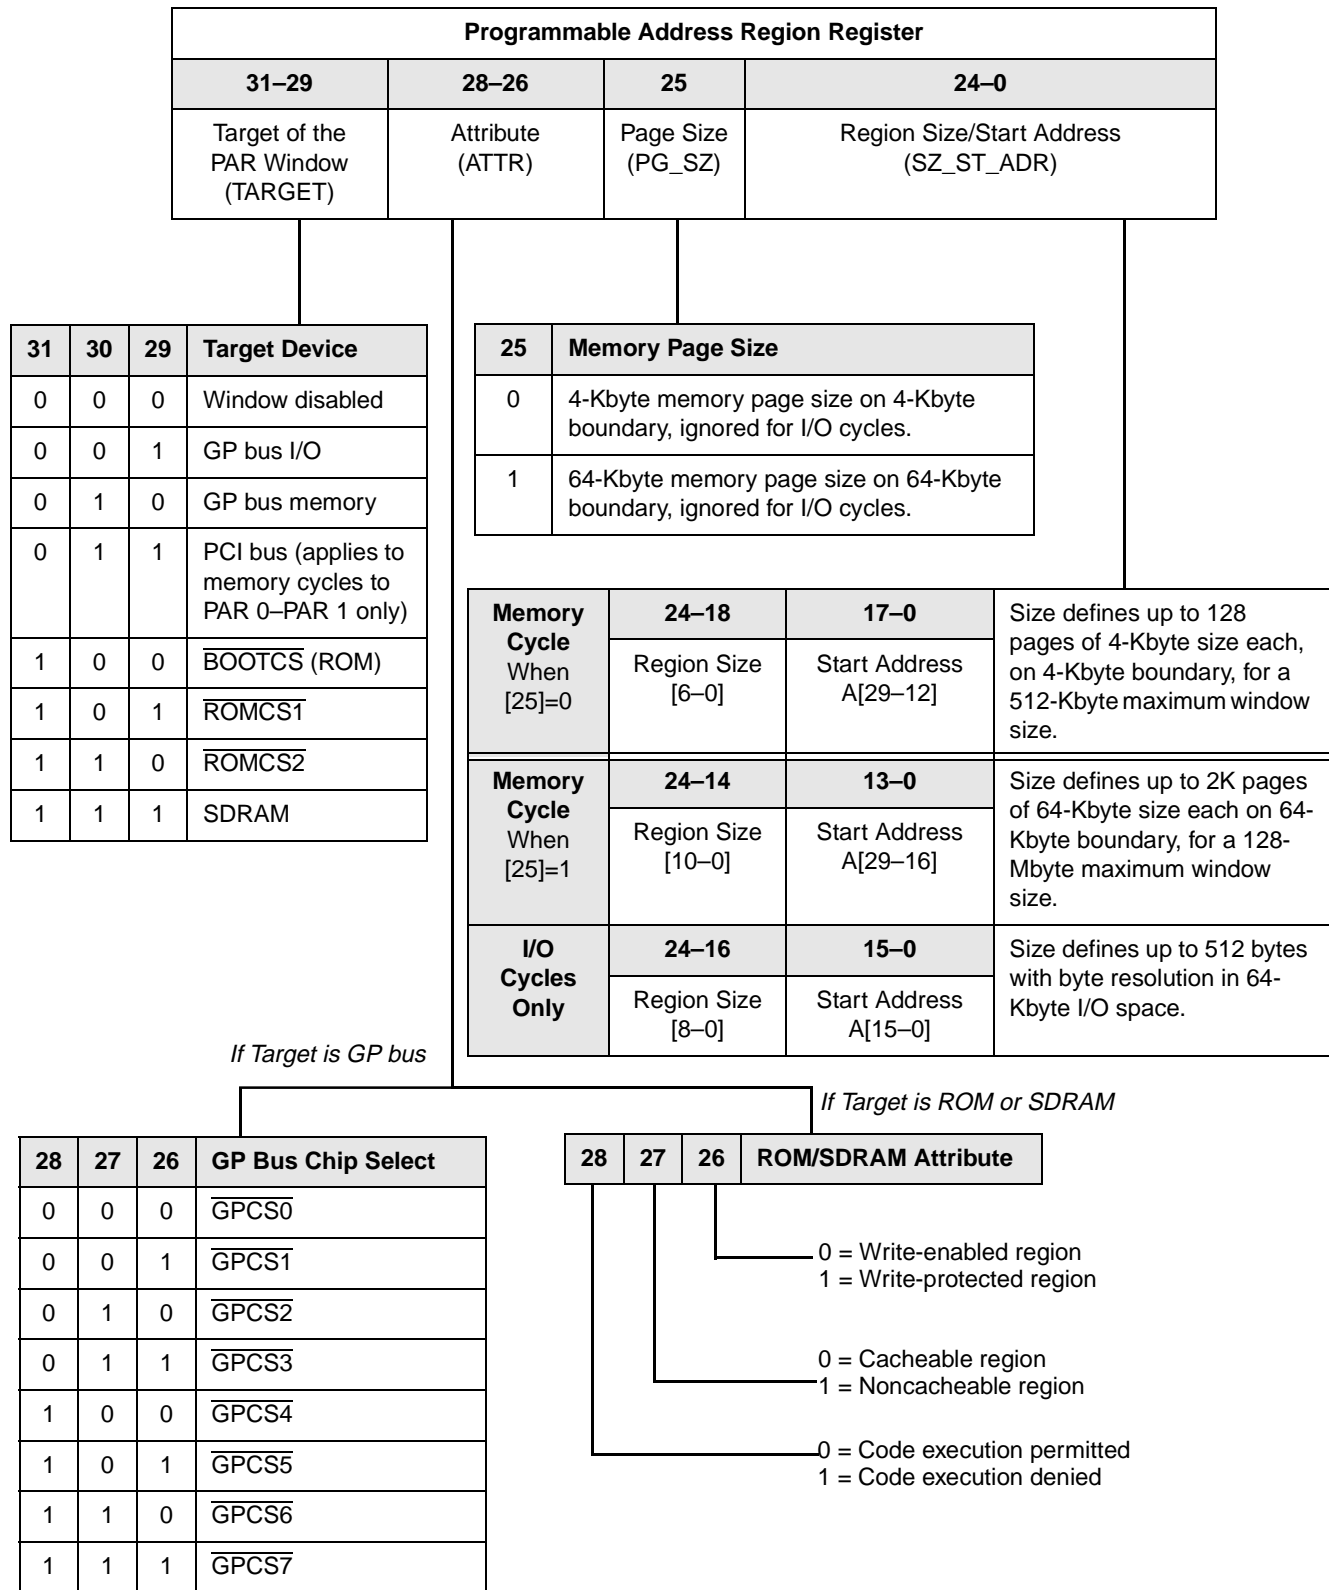 Programmable Address Region Register
31–29 28–26 25 24–0
Target of the PAR Window (TARGET)
Attribute (ATTR)
Page Size (PG_SZ)
Region Size/Start Address (SZ_ST_ADR)
31 30 29 Target Device
0 0 0 Window disabled
0 0 1 GP bus I/O
0 1 0 GP bus memory
0 1 1 PCI bus (applies to
memory cycles to
PAR 0–PAR 1 only)
1 0 0 BOOTCS (ROM)
1 0 1 ROMCS1
1 1 0 ROMCS2
1 1 1 SDRAM
25 Memory Page Size
0 4-Kbyte memory page size on 4-Kbyte
boundary, ignored for I/O cycles.
1 64-Kbyte memory page size on 64-Kbyte
boundary, ignored for I/O cycles.
Memory
Cycle
When
[25]=0
24–18 17–0
Region Size
[6–0]
Start Address
A[29–12]
Size defines up to 128
pages of 4-Kbyte size each,
on 4-Kbyte boundary, for a
512-Kbyte maximum window
size.
Memory
Cycle
When
[25]=1
24–14 13–0
Region Size
[10–0]
Start Address
A[29–16]
Size defines up to 2K pages
of 64-Kbyte size each on 64-
Kbyte boundary, for a 128-
Mbyte maximum window
size.
I/O
Cycles
Only
24–16 15–0
Region Size
[8–0]
Start Address
A[15–0]
Size defines up to 512 bytes
with byte resolution in 64-
Kbyte I/O space.
If Target is GP bus
If Target is ROM or SDRAM
28 27 26 GP Bus Chip Select
0 0 0 GPCS0
0 0 1 GPCS1
0 1 0 GPCS2
0 1 1 GPCS3
1 0 0 GPCS4
1 0 1 GPCS5
1 1 0 GPCS6
1 1 1 GPCS7
28 27 26 ROM/SDRAM Attribute
0 = Write-enabled region
1 = Write-protected region
0 = Cacheable region
1 = Noncacheable region
0 = Code execution permitted
1 = Code execution denied